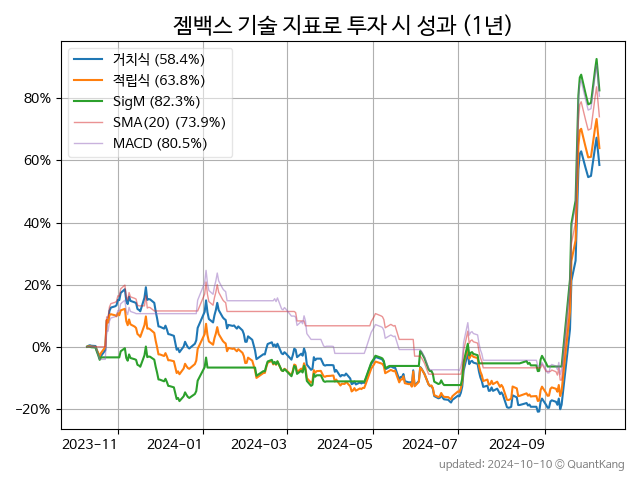 젬백스 기술 지표로 투자 시 성과 (1년)
거치식 (58.4%)
적립식 (63.8%)
SigM (82.3%)
SMA(20) (73.9%)
MACD (80.5%)
80%
60%
40%
20%
0%
−20%
2023-11
2024-01
2024-03
2024-05
2024-07
2024-09
updated: 2024-10-10 © QuantKang